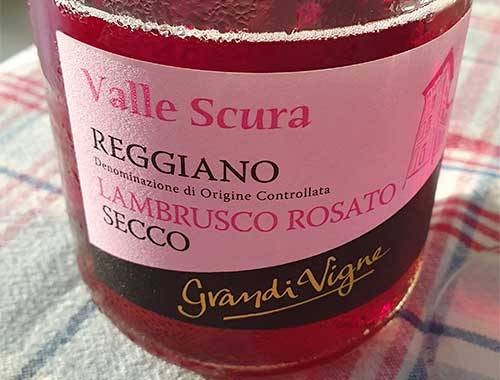 Valle Scura
REGGIANO
Denominazione di Origine Controllata
LAMBRUSCO ROSATO
SECCO
Grandi Vigne